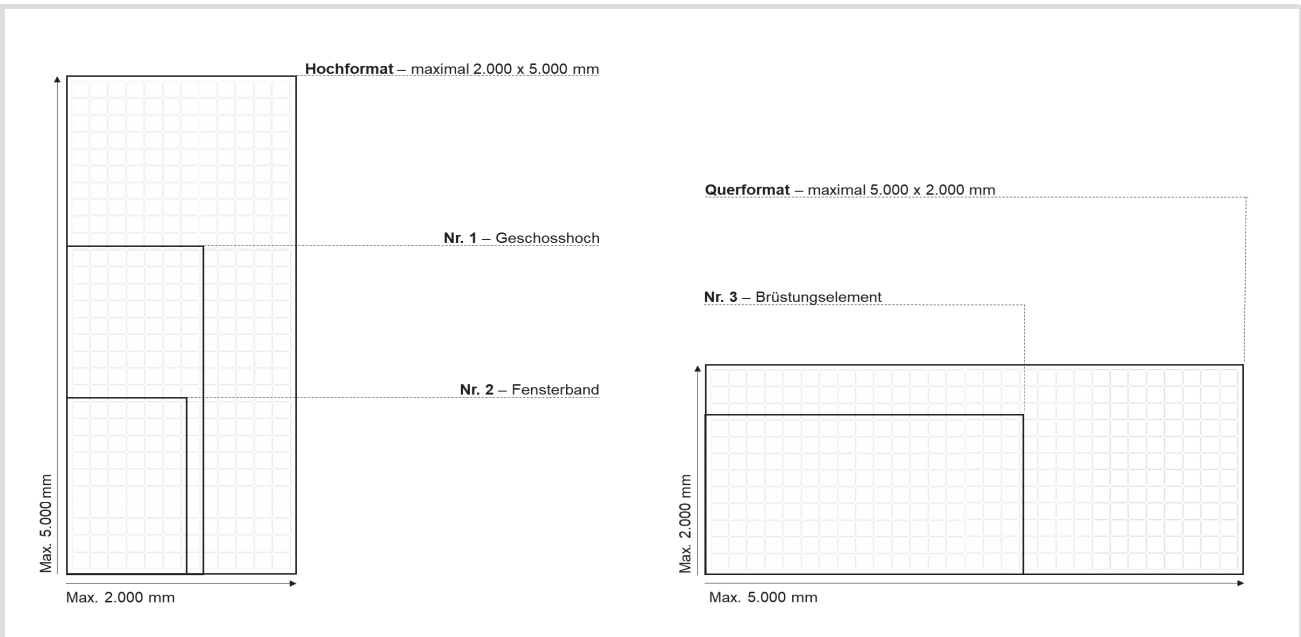 Hochformat – maximal 2.000 x 5.000 mm
Nr. 1 – Geschosshoch
Nr. 2 – Fensterband
Max. 5.000 mm
Max. 2.000 mm
Querformat – maximal 5.000 x 2.000 mm
Nr. 3 – Brüstungselement
Max. 2.000 mm
Max. 5.000 mm